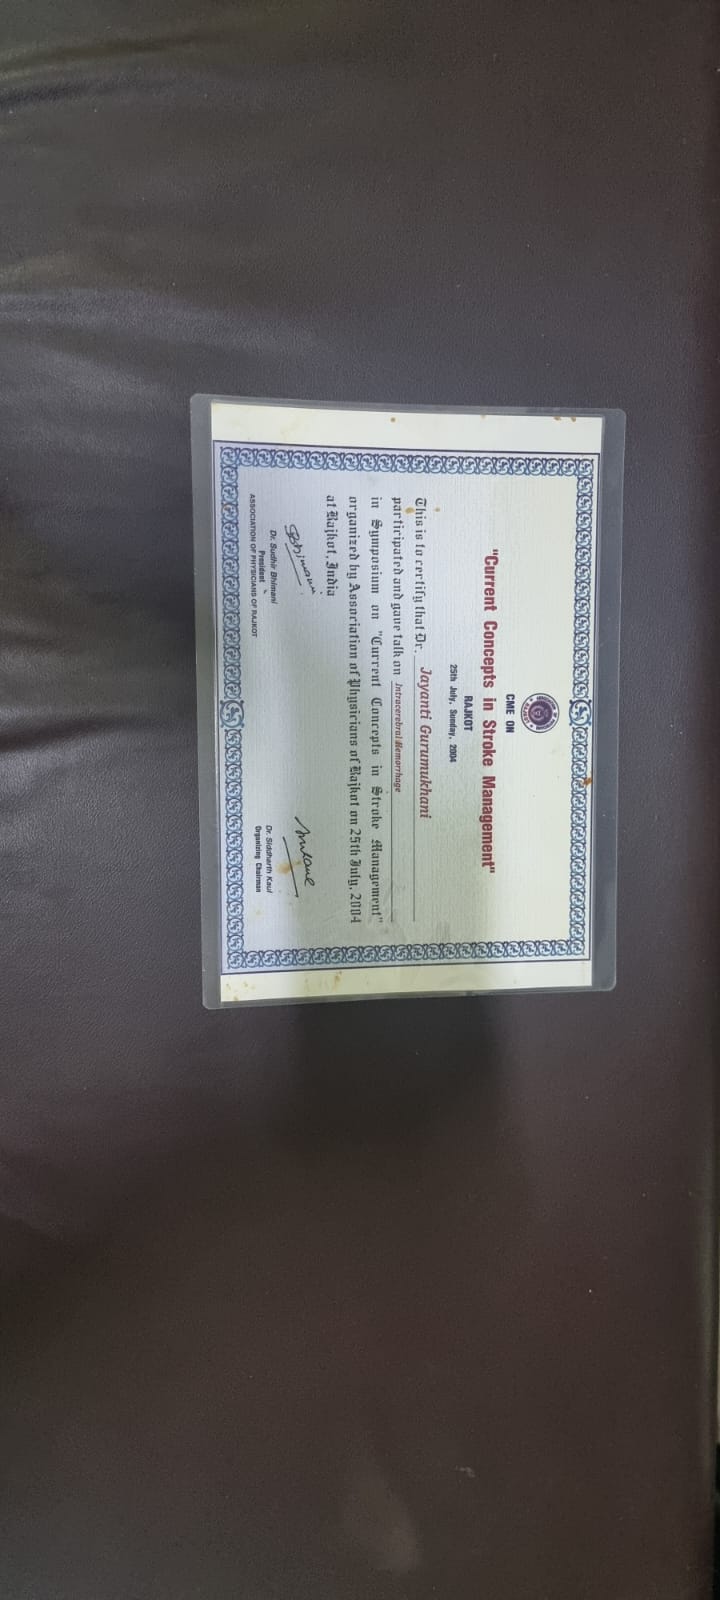 CME ON
"Current Concepts in Stroke Management"
RAJKOT
25th July, Sunday, 2004
This is to certify that Dr. Jayanti Gurumukhani
participated and gave talk on Intracerebral Hemorrhage
in Symposium on "Current Concepts in Stroke Management"
organized by Association of Physicians of Rajkot on 25th July, 2004
at Rajkot, India
Dr. Sudhir Bhimani
President
ASSOCIATION OF PHYSICIANS OF RAJKOT
Dr. Siddharth Kaul
Organizing Chairman